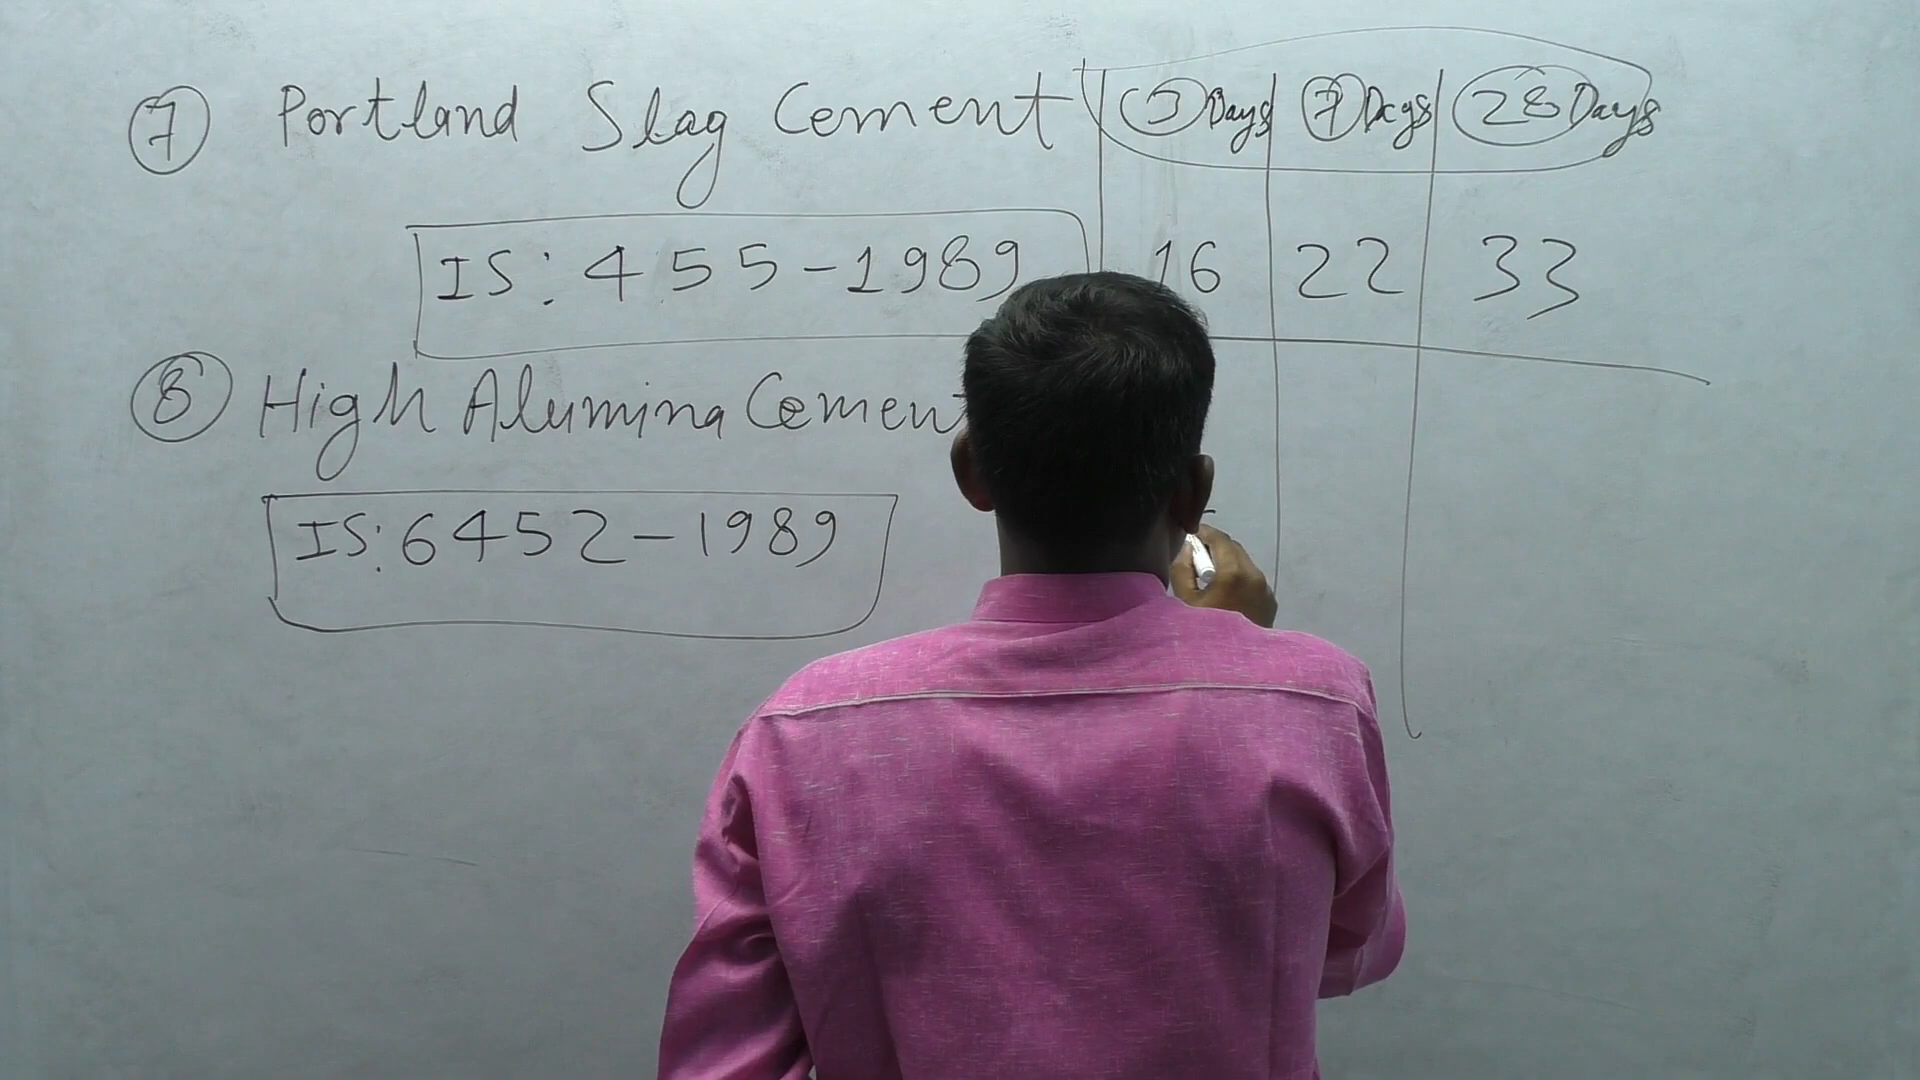 7 Portland Slag Cement 3 Days 7 Days 28 Days
IS: 455-1989 16 22 33
8 High Alumina Cement
IS: 6452-1989